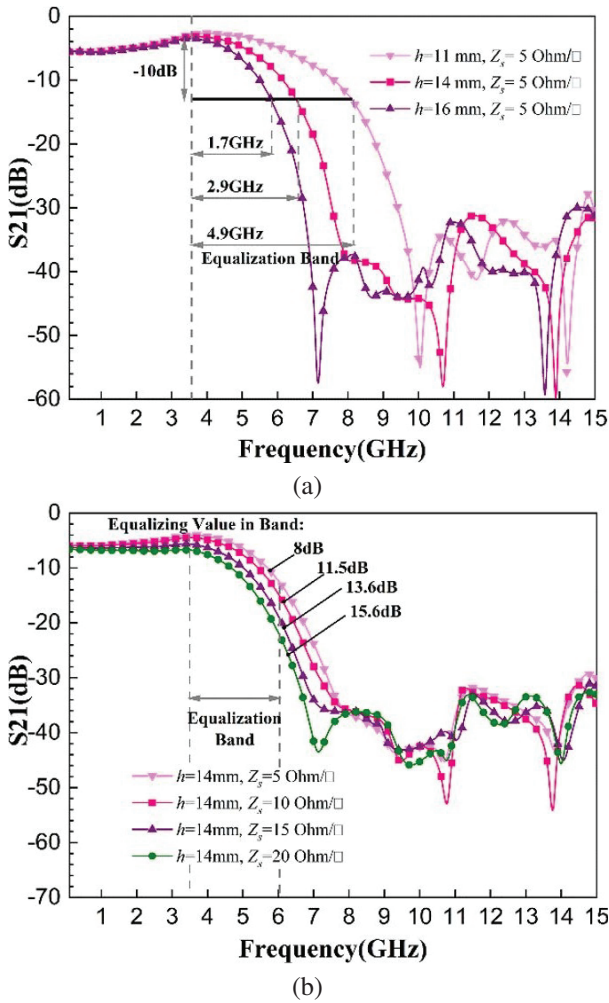 0
-10
-20
-30
-40
-50
-60
S21(dB)
-10dB
1.7GHz
2.9GHz
4.9GHz
Equalization Band
h=11 mm, Zs= 5 Ohm/□
h=14 mm, Zs= 5 Ohm/□
h=16 mm, Zs= 5 Ohm/□
1 2 3 4 5 6 7 8 9 10 11 12 13 14 15
Frequency(GHz)
(a)
0
-10
-20
-30
-40
-50
-60
-70
S21(dB)
Equalizing Value in Band:
8dB
11.5dB
13.6dB
15.6dB
Equalization
Band
h=14mm, Zs=5 Ohm/□
h=14mm, Zs=10 Ohm/□
h=14mm, Zs=15 Ohm/□
h=14mm, Zs=20 Ohm/□
1 2 3 4 5 6 7 8 9 10 11 12 13 14 15
Frequency(GHz)
(b)